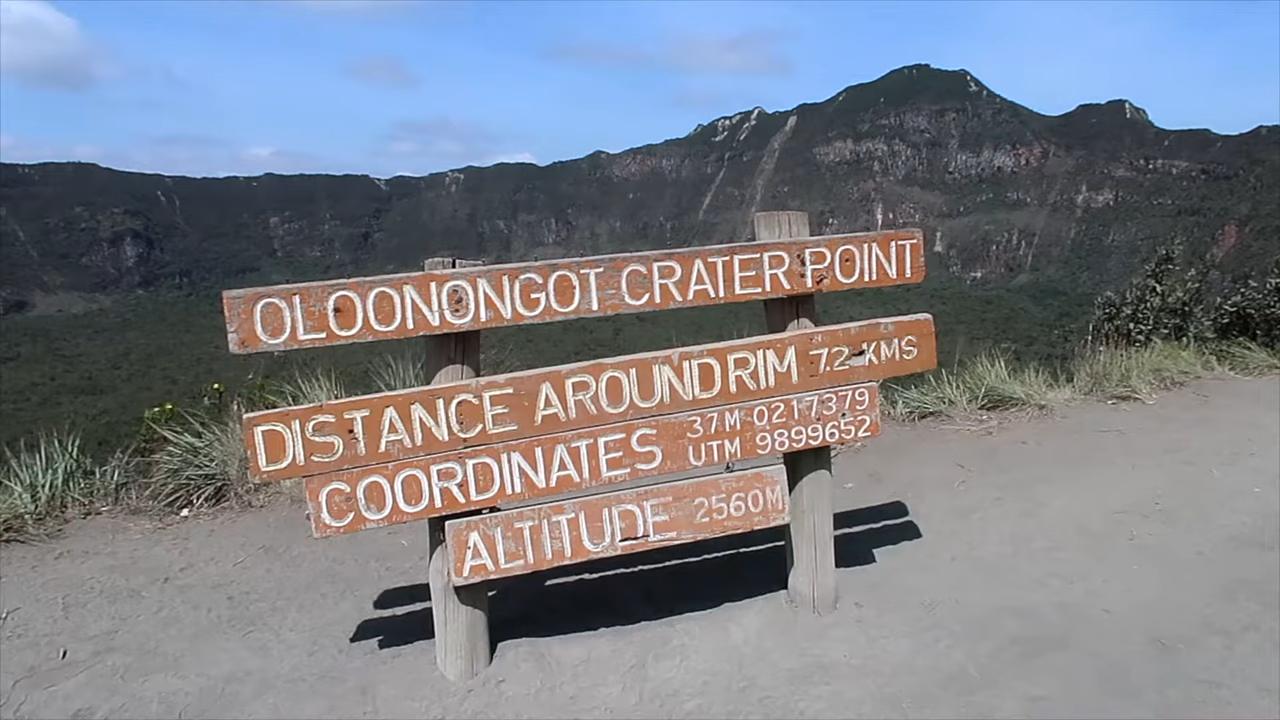 OLOONONGOT CRATER POINT
DISTANCE AROUND RIM 7.2 KMS
COORDINATES 37M 0217379
UTM 9899652
ALTITUDE 2560M